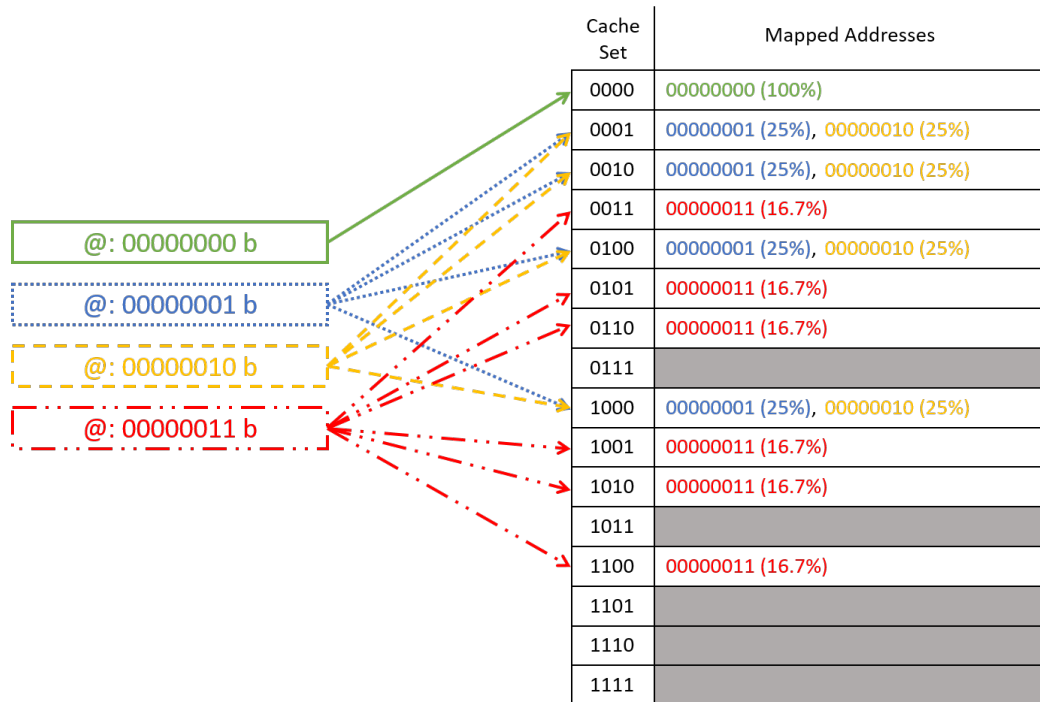 Cache Set Mapped Addresses
0000 00000000 (100%)
0001 00000001 (25%), 00000010 (25%)
0010 00000001 (25%), 00000010 (25%)
0011 00000011 (16.7%)
@: 00000000 b
0100 00000001 (25%), 00000010 (25%)
0101 00000011 (16.7%)
@: 00000001 b
0110 00000011 (16.7%)
@: 00000010 b
0111
1000 00000001 (25%), 00000010 (25%)
@: 00000011 b
1001 00000011 (16.7%)
1010 00000011 (16.7%)
1011
1100 00000011 (16.7%)
1101
1110
1111